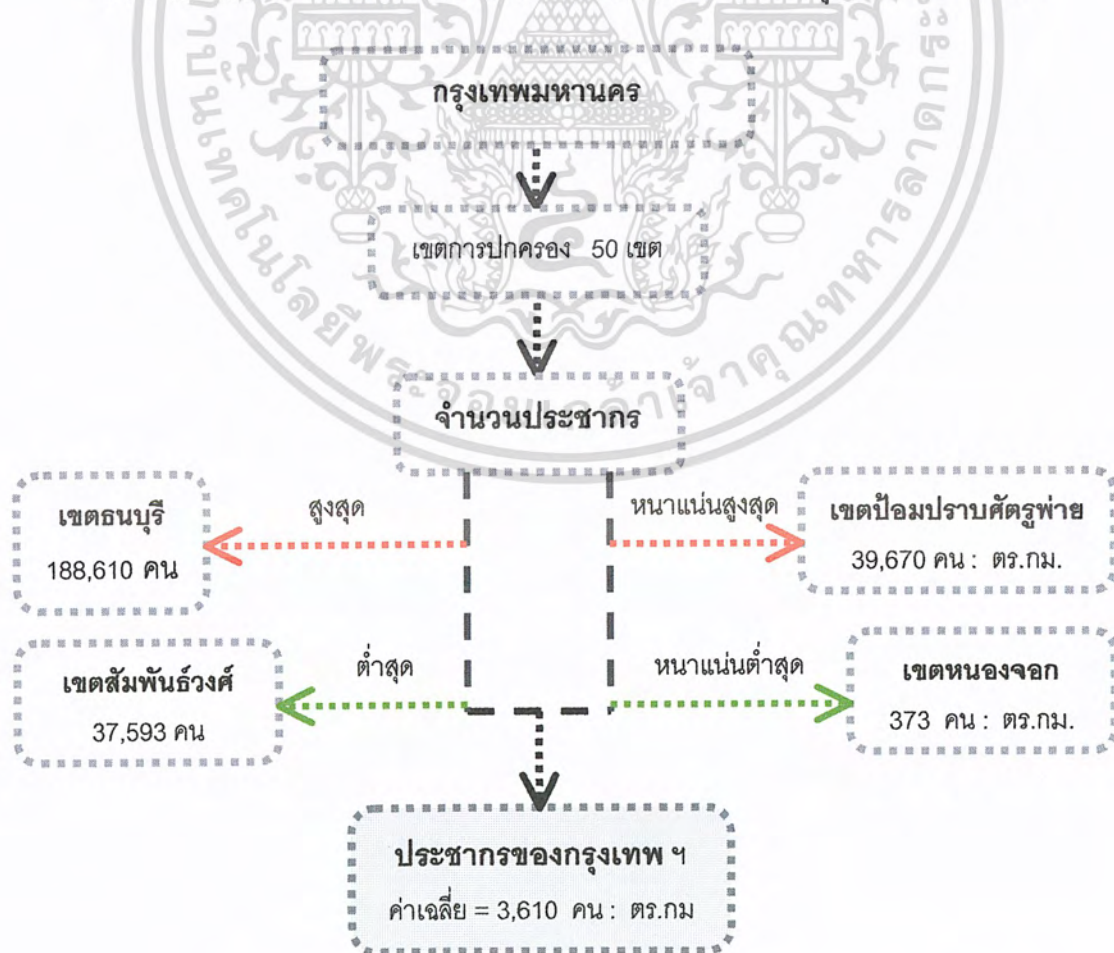 กรุงเทพมหานคร
เขตการปกครอง 50 เขต
จำนวนประชากร
เขตธนบุรี
188,610 คน
สูงสุด
หนาแน่นสูงสุด
เขตป้อมปราบศัตรูพ่าย
39,670 คน : ตร.กม.
เขตสัมพันธ์วงศ์
37,593 คน
ต่ำสุด
หนาแน่นต่ำสุด
เขตหนองจอก
373 คน : ตร.กม.
ประชากรของกรุงเทพ ฯ
ค่าเฉลี่ย = 3,610 คน : ตร.กม